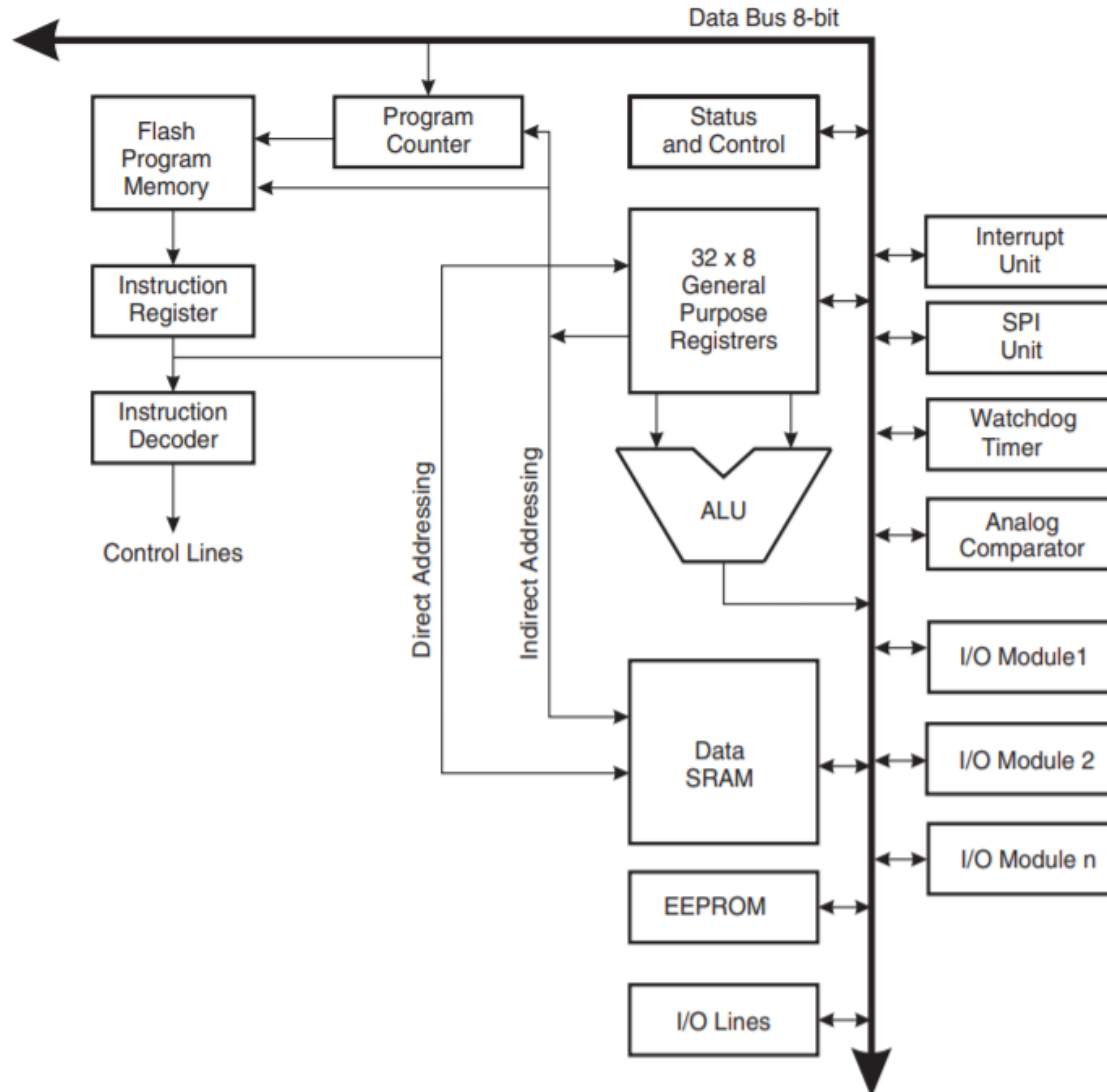 Data Bus 8-bit
Flash
Program
Memory
Program
Counter
Status
and Control
Instruction
Register
32 x 8
General
Purpose
Registrers
Interrupt
Unit
SPI
Unit
Instruction
Decoder
Watchdog
Timer
Control Lines
Direct Addressing
Indirect Addressing
ALU
Analog
Comparator
I/O Module1
Data
SRAM
I/O Module 2
I/O Module n
EEPROM
I/O Lines